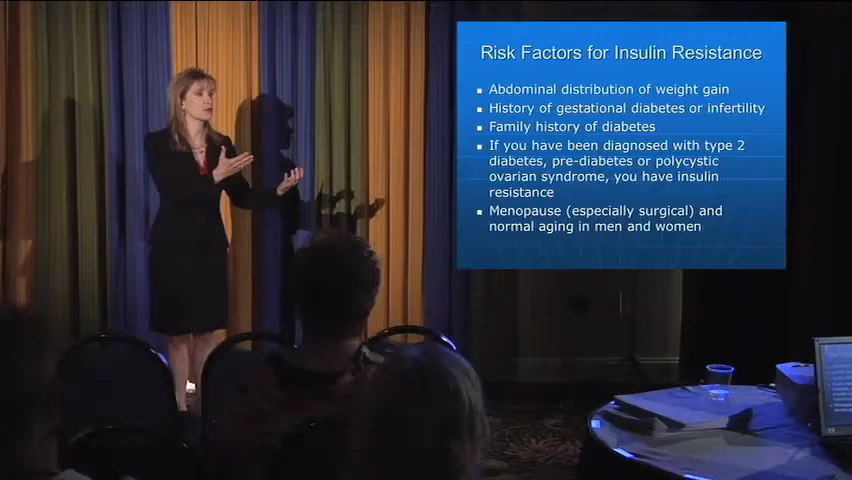 Risk Factors for Insulin Resistance
Abdominal distribution of weight gain
History of gestational diabetes or infertility
Family history of diabetes
If you have been diagnosed with type 2
diabetes, pre-diabetes or polycystic
ovarian syndrome, you have insulin
resistance
Menopause (especially surgical) and
normal aging in men and women